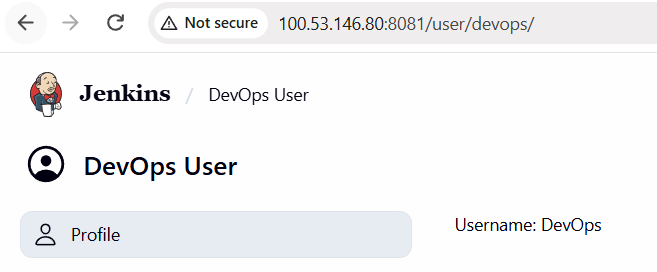 Not secure 100.53.146.80:8081/user/devops/
Jenkins / DevOps User
DevOps User
Profile
Username: DevOps